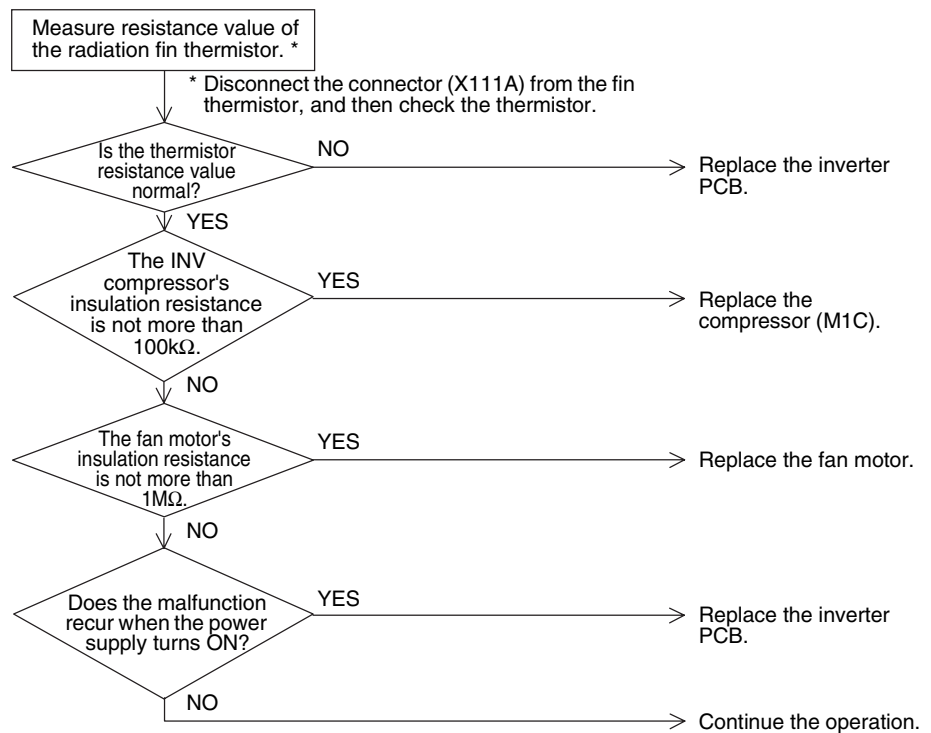 Measure resistance value of
the radiation fin thermistor. *
* Disconnect the connector (X111A) from the fin
thermistor, and then check the thermistor.
Is the thermistor
resistance value
normal?
NO
Replace the inverter
PCB.
YES
The INV
compressor's
insulation resistance
is not more than
100kΩ.
YES
Replace the
compressor (M1C).
NO
The fan motor's
insulation resistance
is not more than
1MΩ.
YES
Replace the fan motor.
NO
Does the malfunction
recur when the power
supply turns ON?
YES
Replace the inverter
PCB.
NO
Continue the operation.